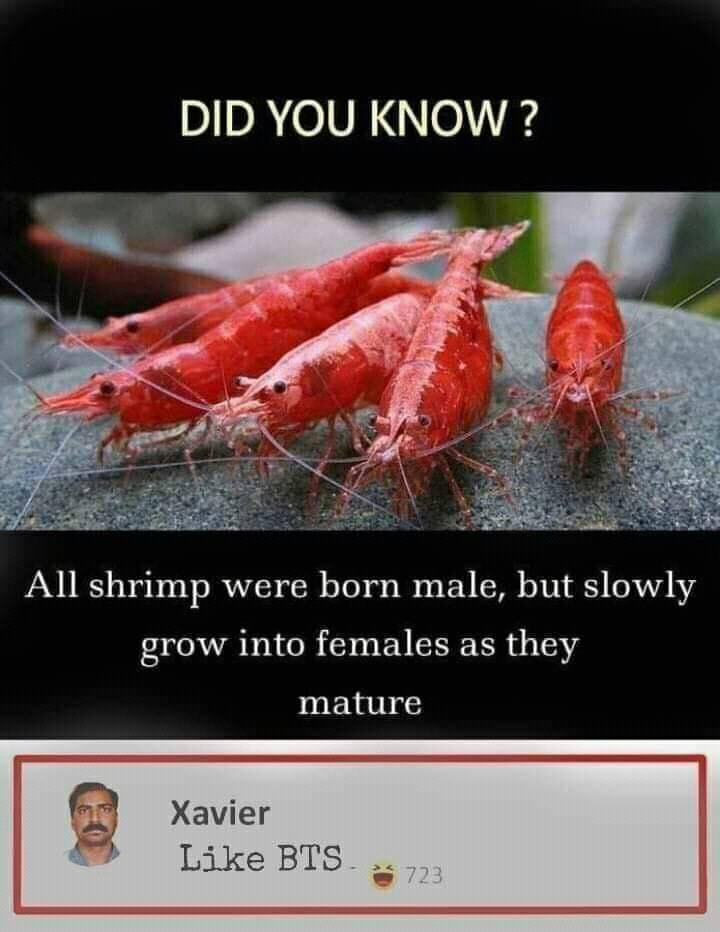 DID YOU KNOW ?
All shrimp were born male, but slowly
grow into females as they
mature
Xavier
Like BTS
723